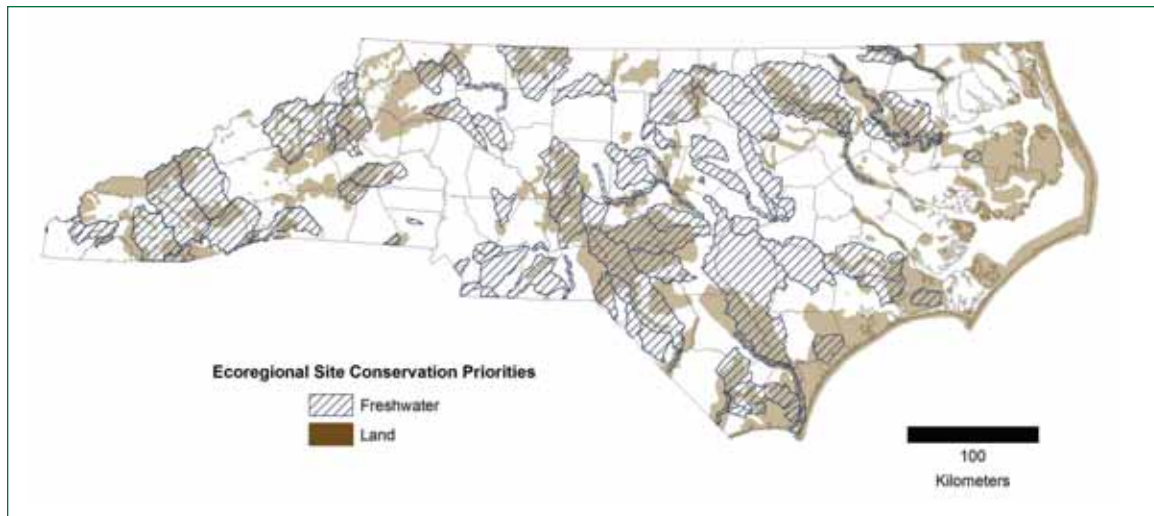 Ecoregional Site Conservation Priorities
Freshwater
Land
100
Kilometers